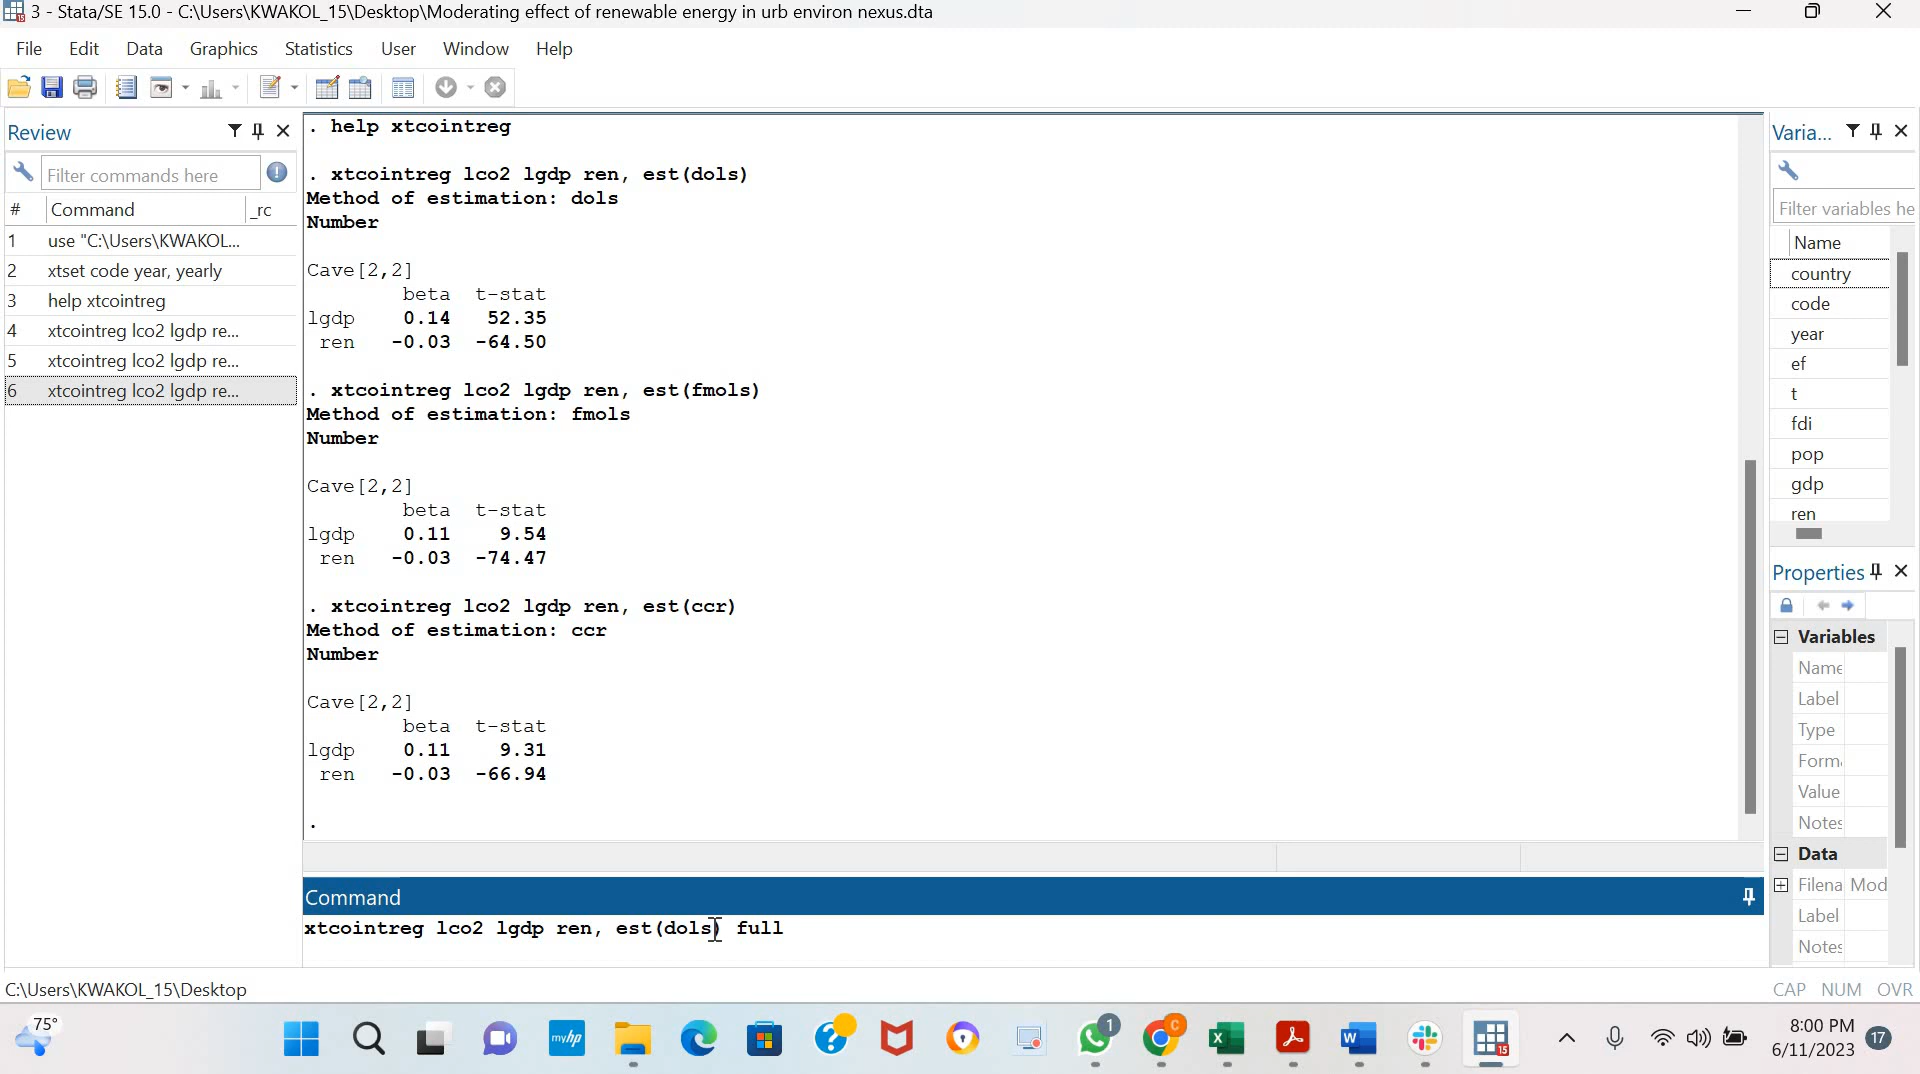 3 - Stata/SE 15.0 - C:\Users\KWAKOL_15\Desktop\Moderating effect of renewable energy in urb environ nexus.dta
File Edit Data Graphics Statistics User Window Help
Review
Filter commands here
# Command _rc
1 use "C:\Users\KWAKOL...
2 xtset code year, yearly
3 help xtcointreg
4 xtcointreg lco2 lgdp re...
5 xtcointreg lco2 lgdp re...
6 xtcointreg lco2 lgdp re...
. help xtcointreg
. xtcointreg lco2 lgdp ren, est(dols)
Method of estimation: dols
Number
Cave[2,2]
beta t-stat
lgdp 0.14 52.35
ren -0.03 -64.50
. xtcointreg lco2 lgdp ren, est(fmols)
Method of estimation: fmols
Number
Cave[2,2]
beta t-stat
lgdp 0.11 9.54
ren -0.03 -74.47
. xtcointreg lco2 lgdp ren, est(ccr)
Method of estimation: ccr
Number
Cave[2,2]
beta t-stat
lgdp 0.11 9.31
ren -0.03 -66.94
.
Command
xtcointreg lco2 lgdp ren, est(dols) full
Varia...
Filter variables he
Name
country
code
year
ef
t
fdi
pop
gdp
ren
Properties
Variables
Name
Label
Type
Forma
Value
Notes
Data
Filena Mod
Label
Notes
C:\Users\KWAKOL_15\Desktop
CAP NUM OVR
75°
myhp
1
C
15
8:00 PM
6/11/2023
17